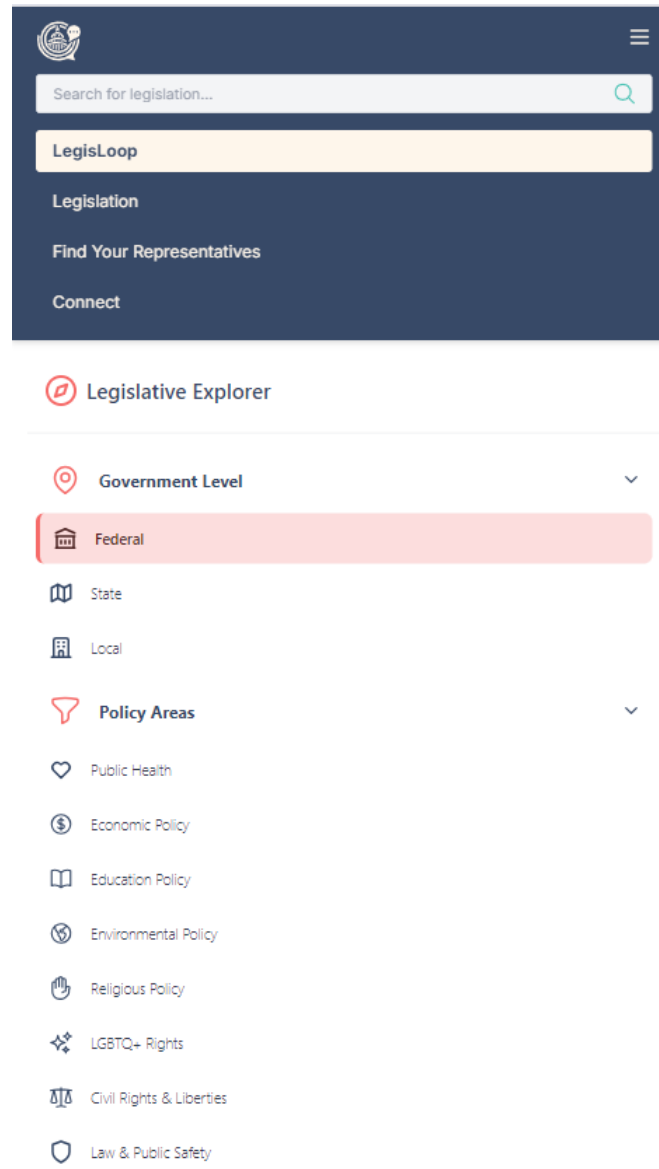 Search for legislation...
LegisLoop
Legislation
Find Your Representatives
Connect
Legislative Explorer
Government Level
Federal
State
Local
Policy Areas
Public Health
Economic Policy
Education Policy
Environmental Policy
Religious Policy
LGBTQ+ Rights
Civil Rights & Liberties
Law & Public Safety